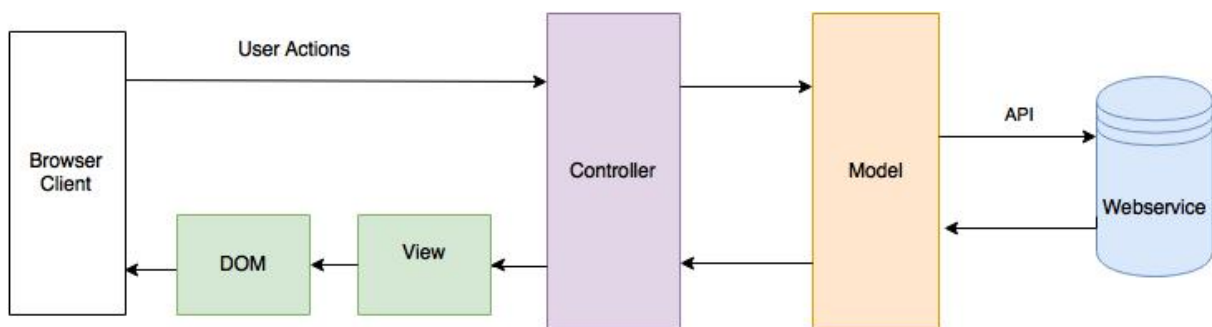 User Actions
Browser
Client
Controller
Model
API
Webservice
DOM
View